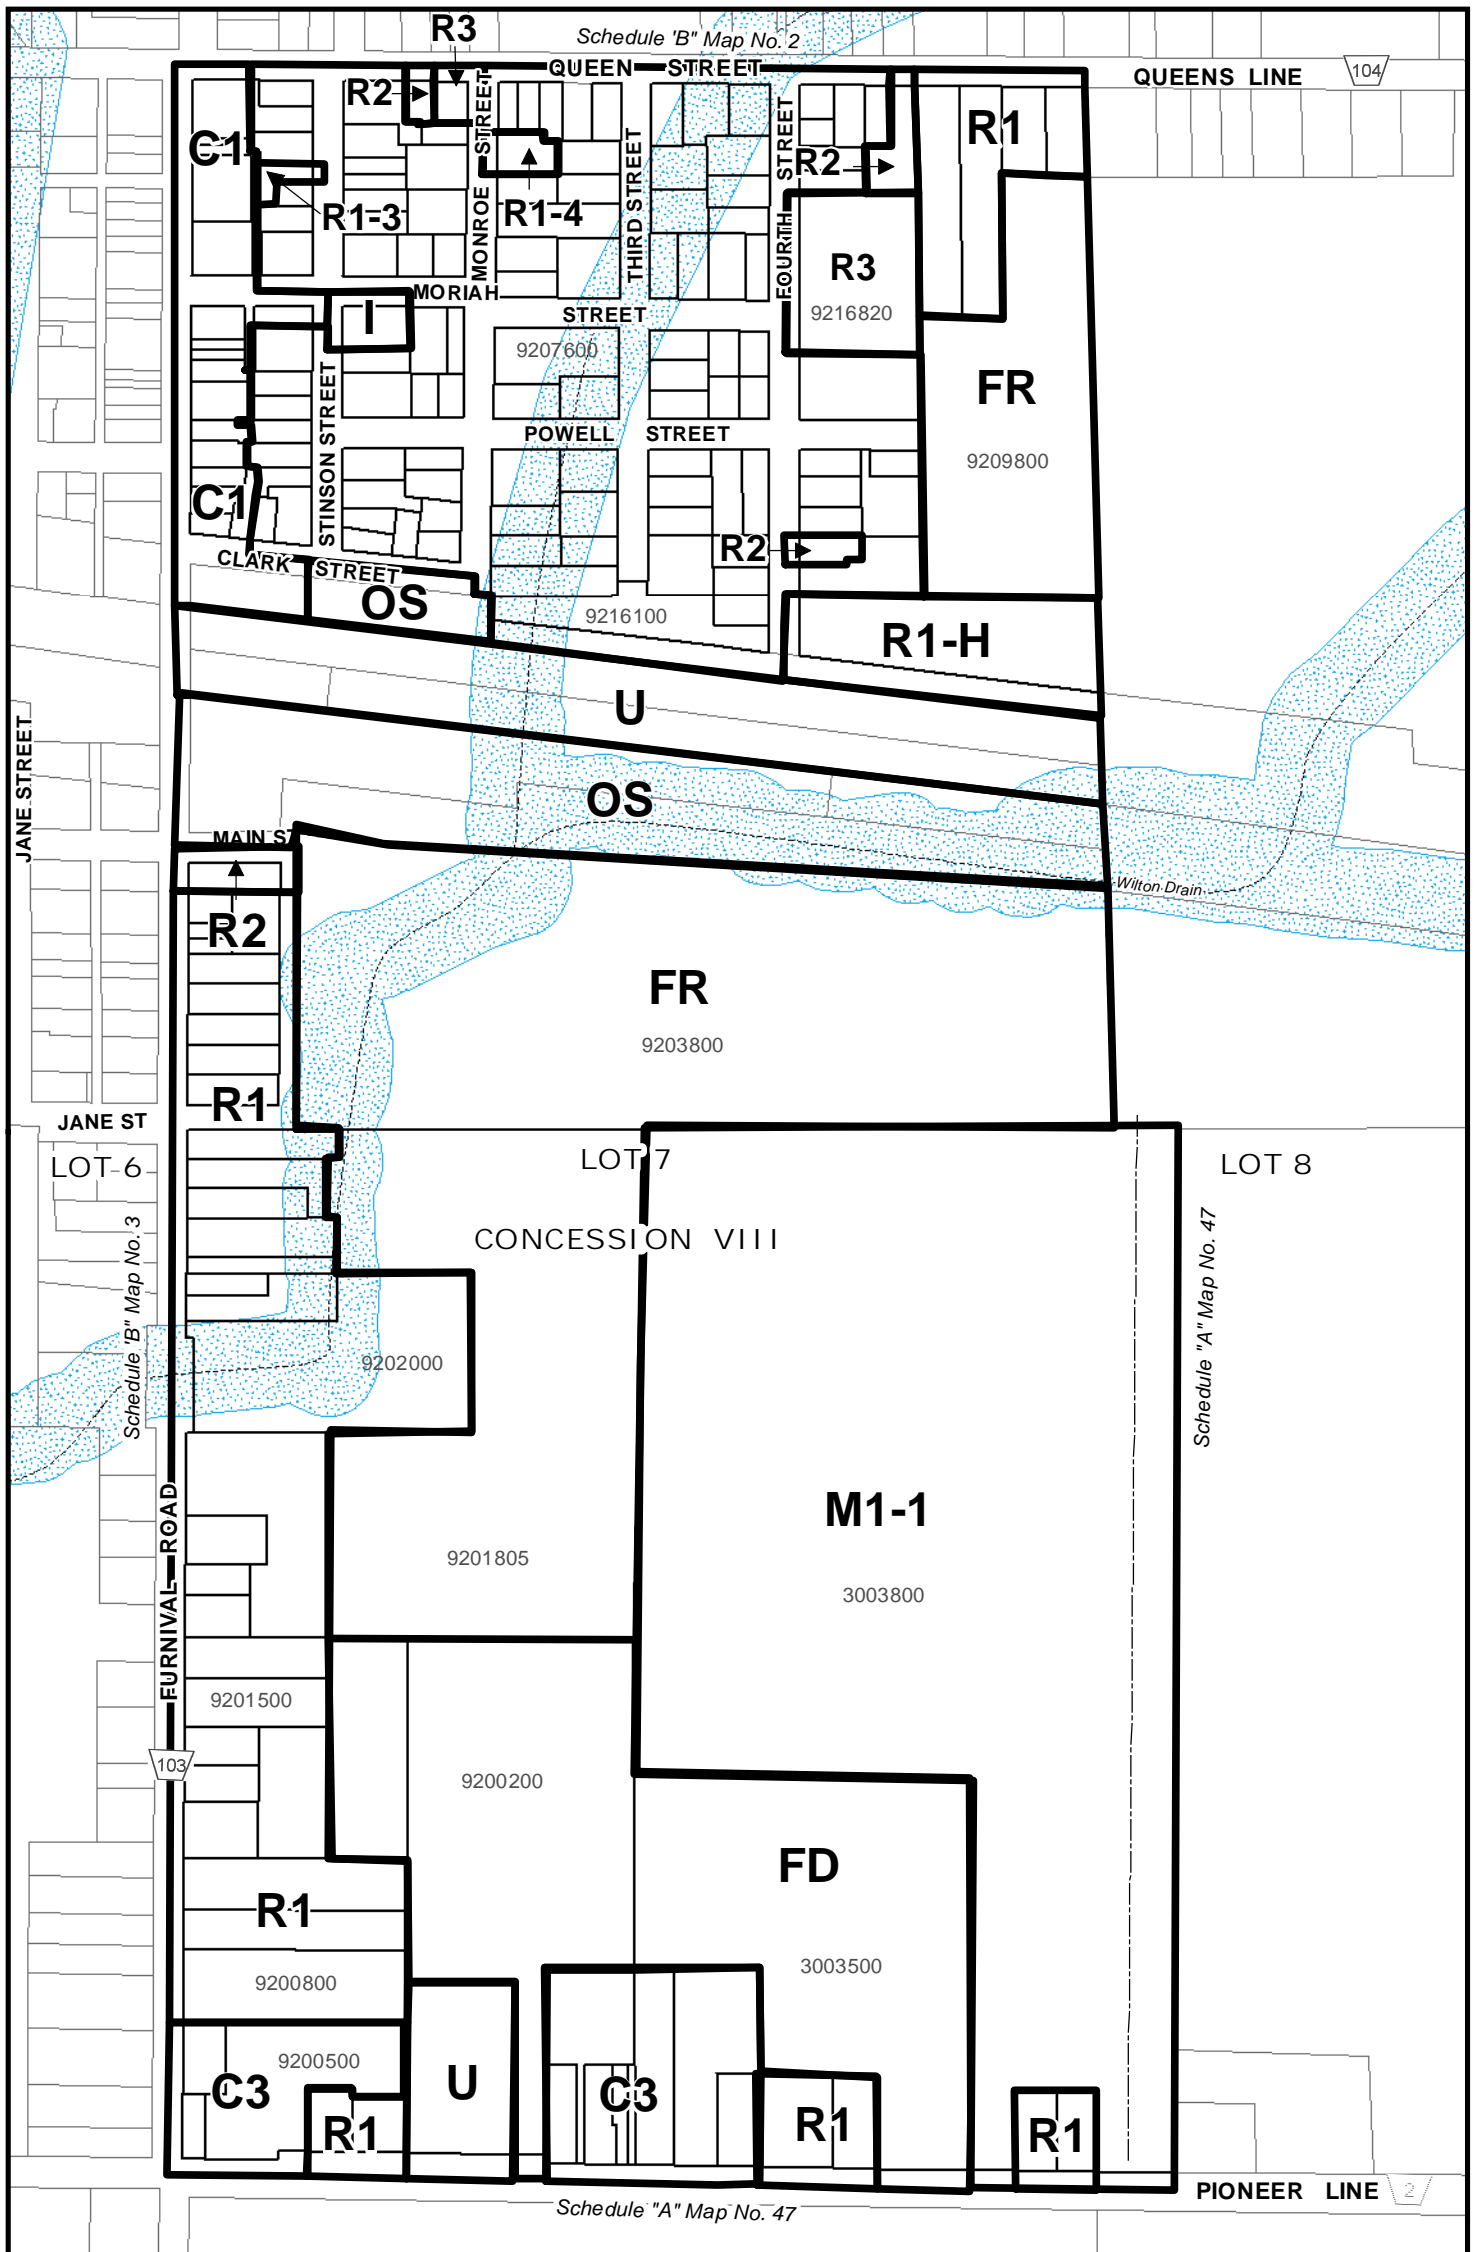 R3
Schedule 'B" Map No. 2
QUEEN STREET
QUEENS LINE
104
R2
C1
R1
STREET
MONROE
R2
R1-3
R1-4
THIRD STREET
STREET
FOURTH
R3
9216820
I
MORIAH
STREET
9207600
FR
9209800
STINSON STREET
POWELL STREET
C1
R2
CLARK STREET
OS
9216100
R1-H
U
JANE STREET
OS
MAIN ST
Wilton Drain
R2
FR
9203800
R1
JANE ST
LOT 6
LOT 7
LOT 8
CONCESSION VIII
Schedule 'B" Map No. 3
Schedule "A" Map No. 47
9202000
FURNIVAL ROAD
M1-1
9201805
3003800
9201500
103
9200200
FD
R1
9200800
3003500
9200500
C3
U
C3
R1
R1
R1
PIONEER LINE
2
Schedule "A" Map No. 47